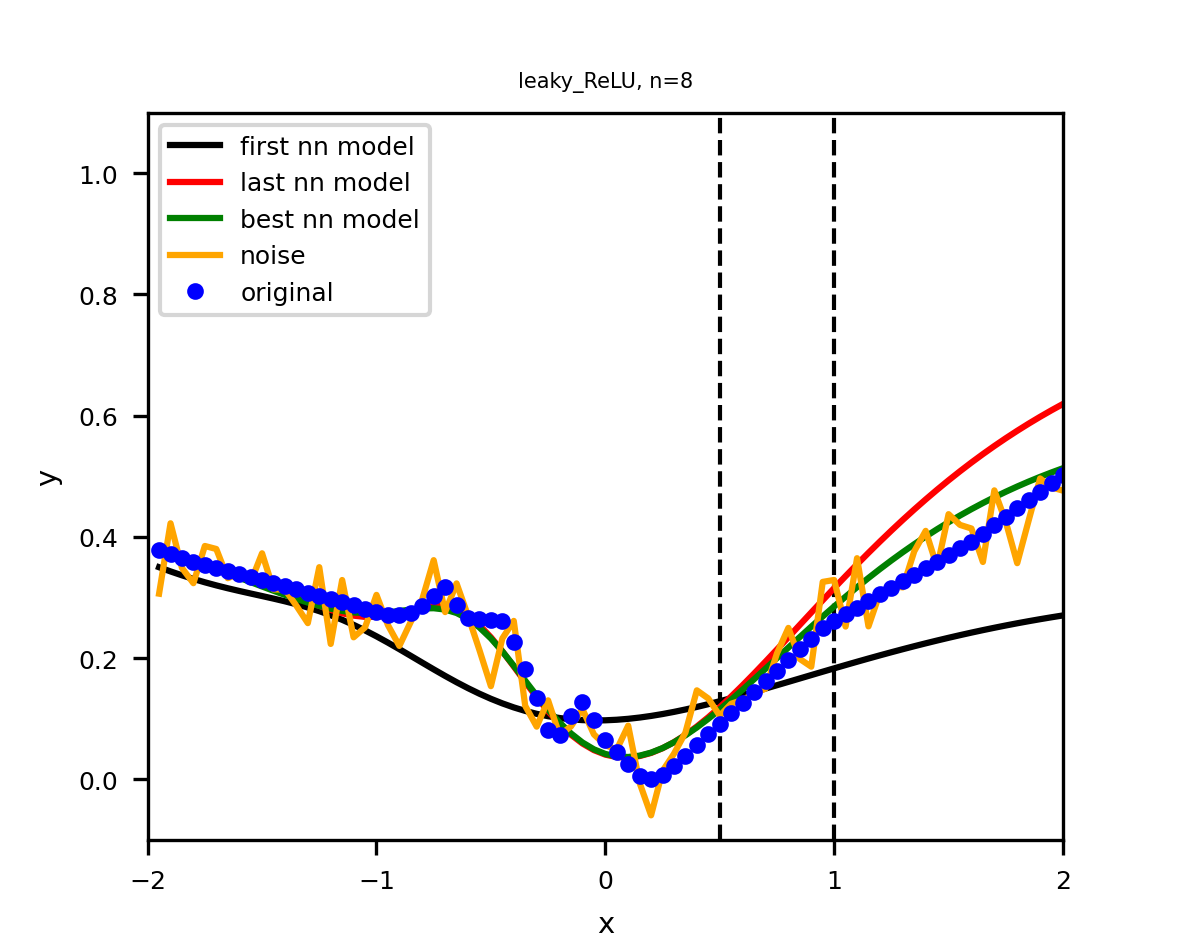 leaky_ReLU, n=8
first nn model
last nn model
best nn model
noise
original
1.0
0.8
0.6
0.4
0.2
0.0
y
−2
−1
0
1
2
x